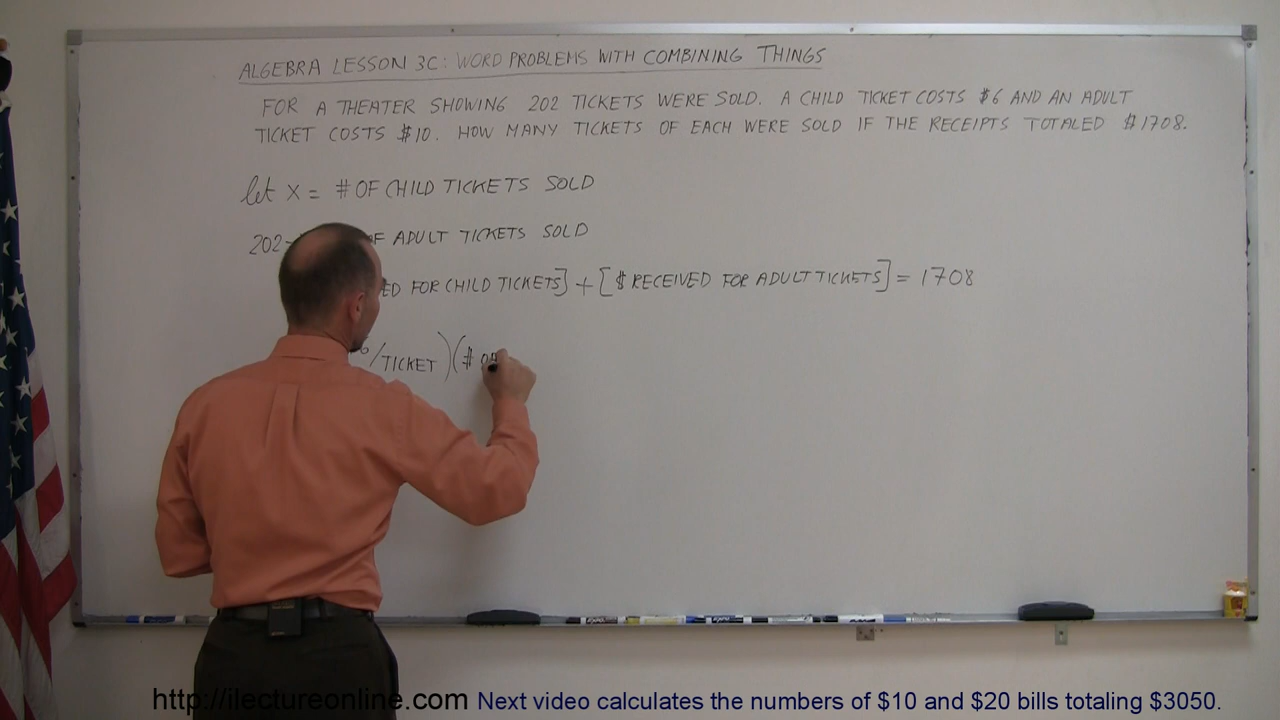 ALGEBRA LESSON 3C: WORD PROBLEMS WITH COMBINING THINGS
FOR A THEATER SHOWING 202 TICKETS WERE SOLD. A CHILD TICKET COSTS $6 AND AN ADULT
TICKET COSTS $10. HOW MANY TICKETS OF EACH WERE SOLD IF THE RECEIPTS TOTALED $1708.
let X = # OF CHILD TICKETS SOLD
202- OF ADULT TICKETS SOLD
FOR CHILD TICKETS] + [$ RECEIVED FOR ADULT TICKETS] = 1708
/TICKET)(#
http://ilectureonline.com Next video calculates the numbers of $10 and $20 bills totaling $3050.